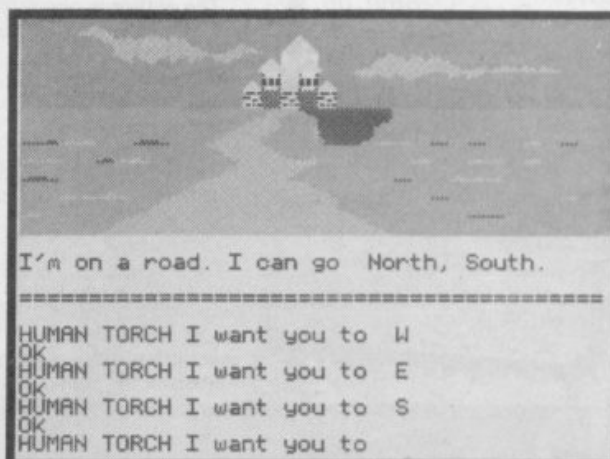 I'm on a road. I can go North, South.
==========================================
HUMAN TORCH I want you to W
OK
HUMAN TORCH I want you to E
OK
HUMAN TORCH I want you to S
OK
HUMAN TORCH I want you to